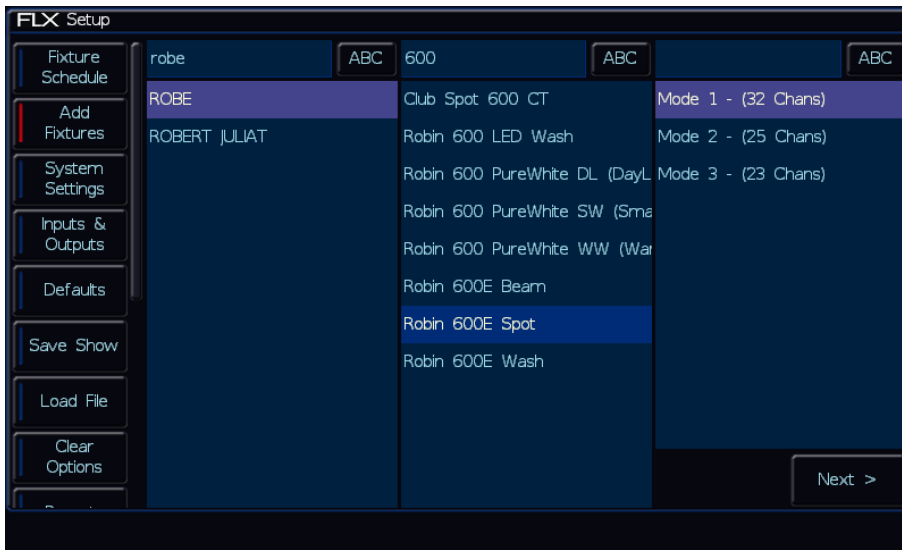 FLX Setup
Fixture
Schedule
Add
Fixtures
System
Settings
Inputs &
Outputs
Defaults
Save Show
Load File
Clear
Options
robe
ABC
ROBE
ROBERT JULIAT
600
ABC
Club Spot 600 CT
Robin 600 LED Wash
Robin 600 PureWhite DL (DayL
Robin 600 PureWhite SW (Sma
Robin 600 PureWhite WW (War
Robin 600E Beam
Robin 600E Spot
Robin 600E Wash
ABC
Mode 1 - (32 Chans)
Mode 2 - (25 Chans)
Mode 3 - (23 Chans)
Next >